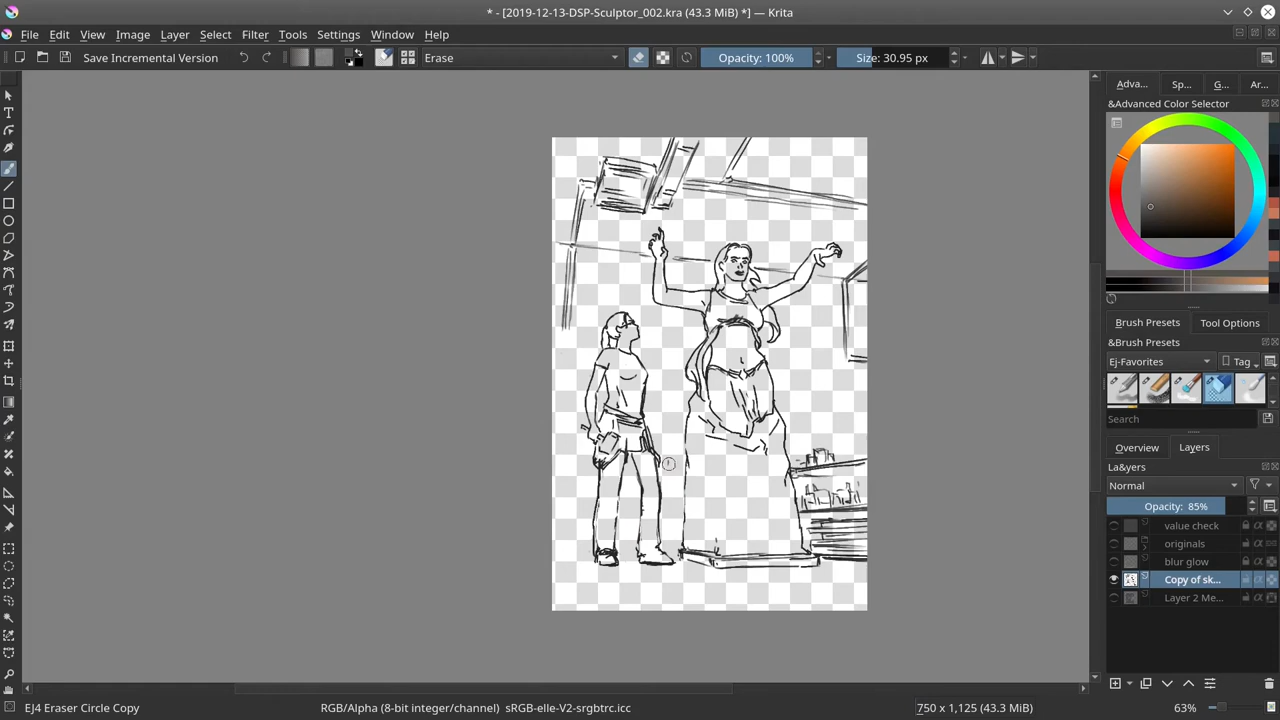 * - [2019-12-13-DSP-Sculptor_002.kra (43.3 MiB) *] — Krita
File Edit View Image Layer Select Filter Tools Settings Window Help
Save Incremental Version Erase Opacity: 100% Size: 30.95 px
Adva... Sp... G... Ar...
&Advanced Color Selector
Brush Presets Tool Options
&Brush Presets
Ej-Favorites Tag
Search
Overview Layers
La&yers
Normal
Opacity: 85%
value check
originals
blur glow
Copy of sk...
Layer 2 Me...
EJ4 Eraser Circle Copy RGB/Alpha (8-bit integer/channel) sRGB-elle-V2-srgbtrc.icc 750 x 1,125 (43.3 MiB) 63%